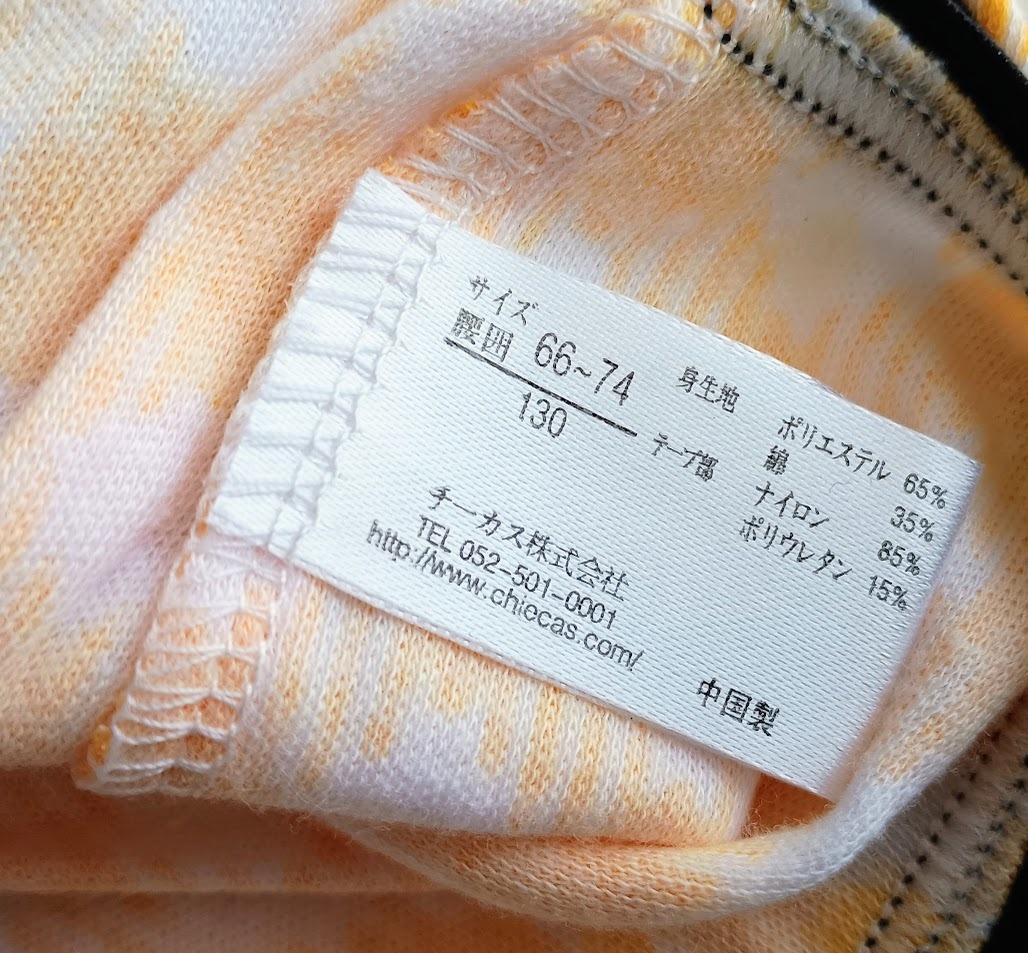 サイズ
腰囲 66~74
130
身生地 ポリエステル 65%
綿 35%
テープ部 ナイロン 85%
ポリウレタン 15%
チーカス株式会社
TEL 052-501-0001
http://www.chiecas.com/
中国製